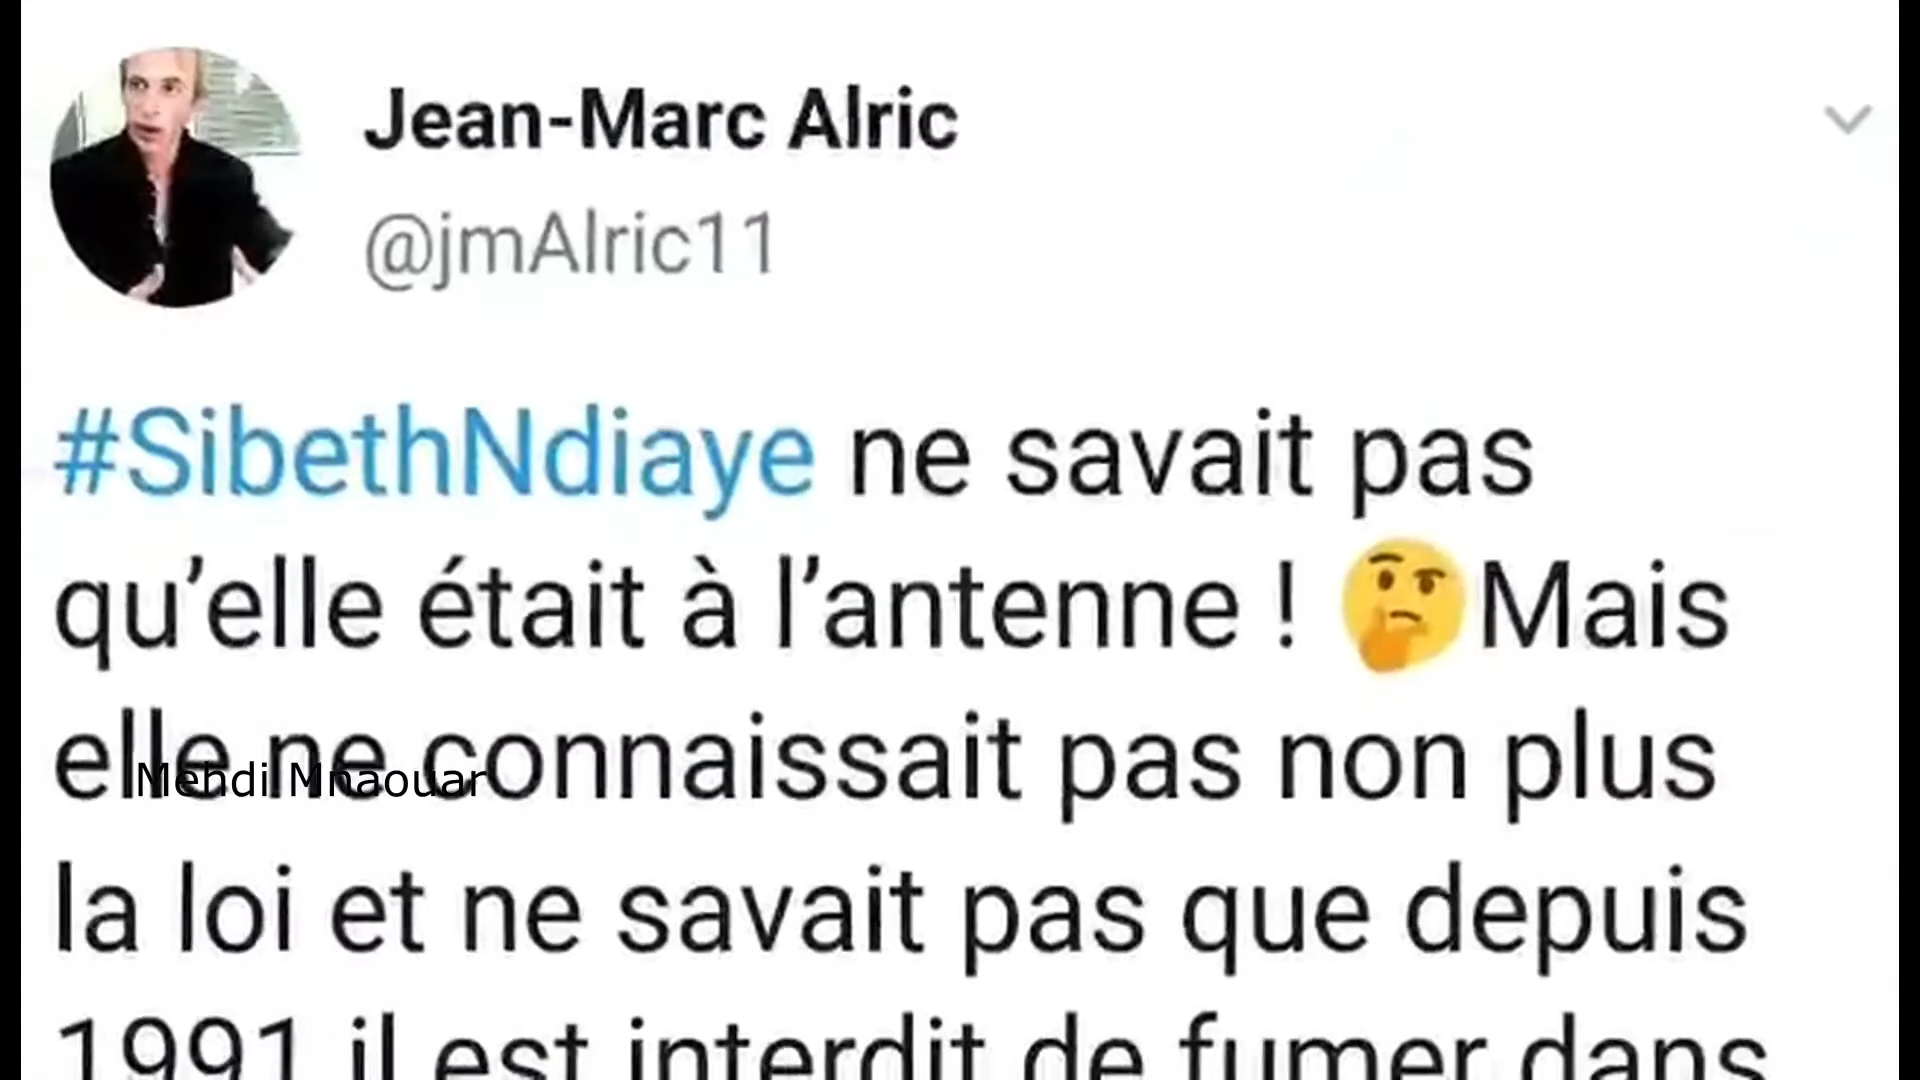 Jean-Marc Alric
@jmAlric11
#SibethNdiaye ne savait pas
qu’elle était à l’antenne ! 🤔Mais
elle ne connaissait pas non plus
Mehdi Mnaouar
la loi et ne savait pas que depuis
1991 il est interdit de fumer dans